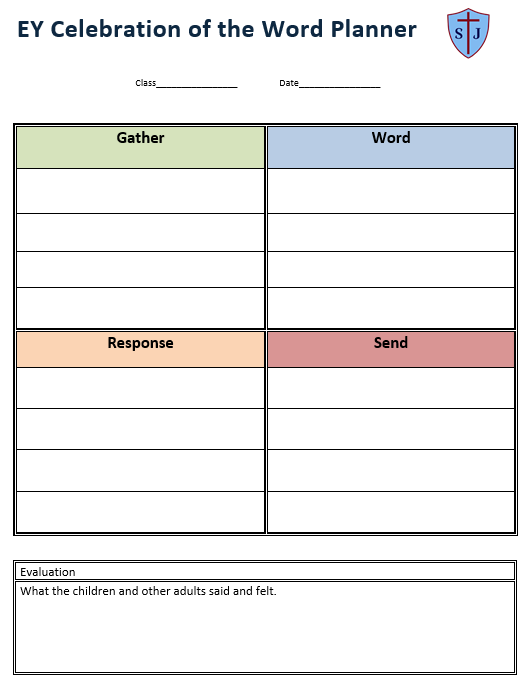 EY Celebration of the Word Planner
S J
Class________________ Date________________
Gather Word
Response Send
Evaluation
What the children and other adults said and felt.